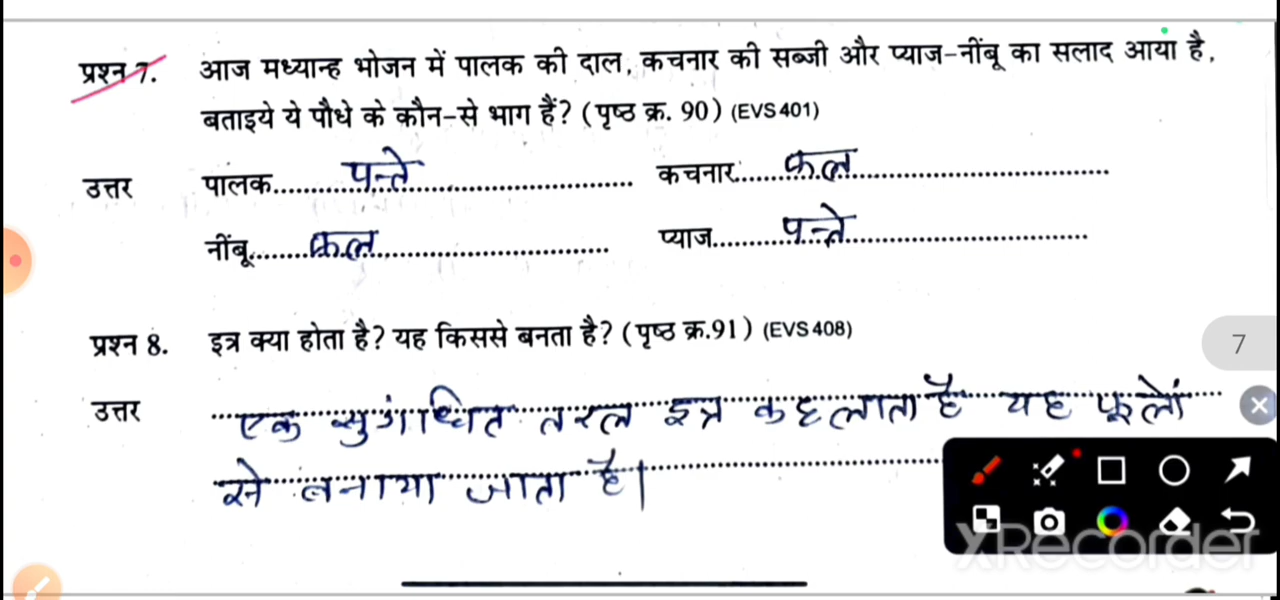 प्रश्न 7. आज मध्यान्ह भोजन में पालक की दाल, कचनार की सब्जी और प्याज-नींबू का सलाद आया है,
बताइये ये पौधे के कौन-से भाग हैं? (पृष्ठ क्र. 90) (EVS 401)
उत्तर पालक.......पन्ते....... कचनार.......फल.......
नींबू.......फल....... प्याज.......पन्ते.......
प्रश्न 8. इत्र क्या होता है? यह किससे बनता है? (पृष्ठ क्र.91) (EVS 408)
7
उत्तर एक सुगंधित तरल इत्र कहलाता है यह फूलों
से बनाया जाता है।
XRecorder